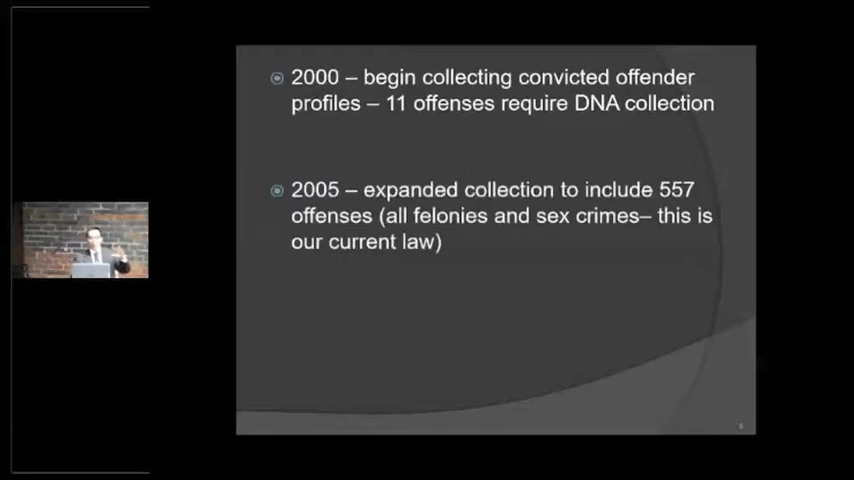 2000 – begin collecting convicted offender
profiles – 11 offenses require DNA collection
2005 – expanded collection to include 557
offenses (all felonies and sex crimes– this is
our current law)